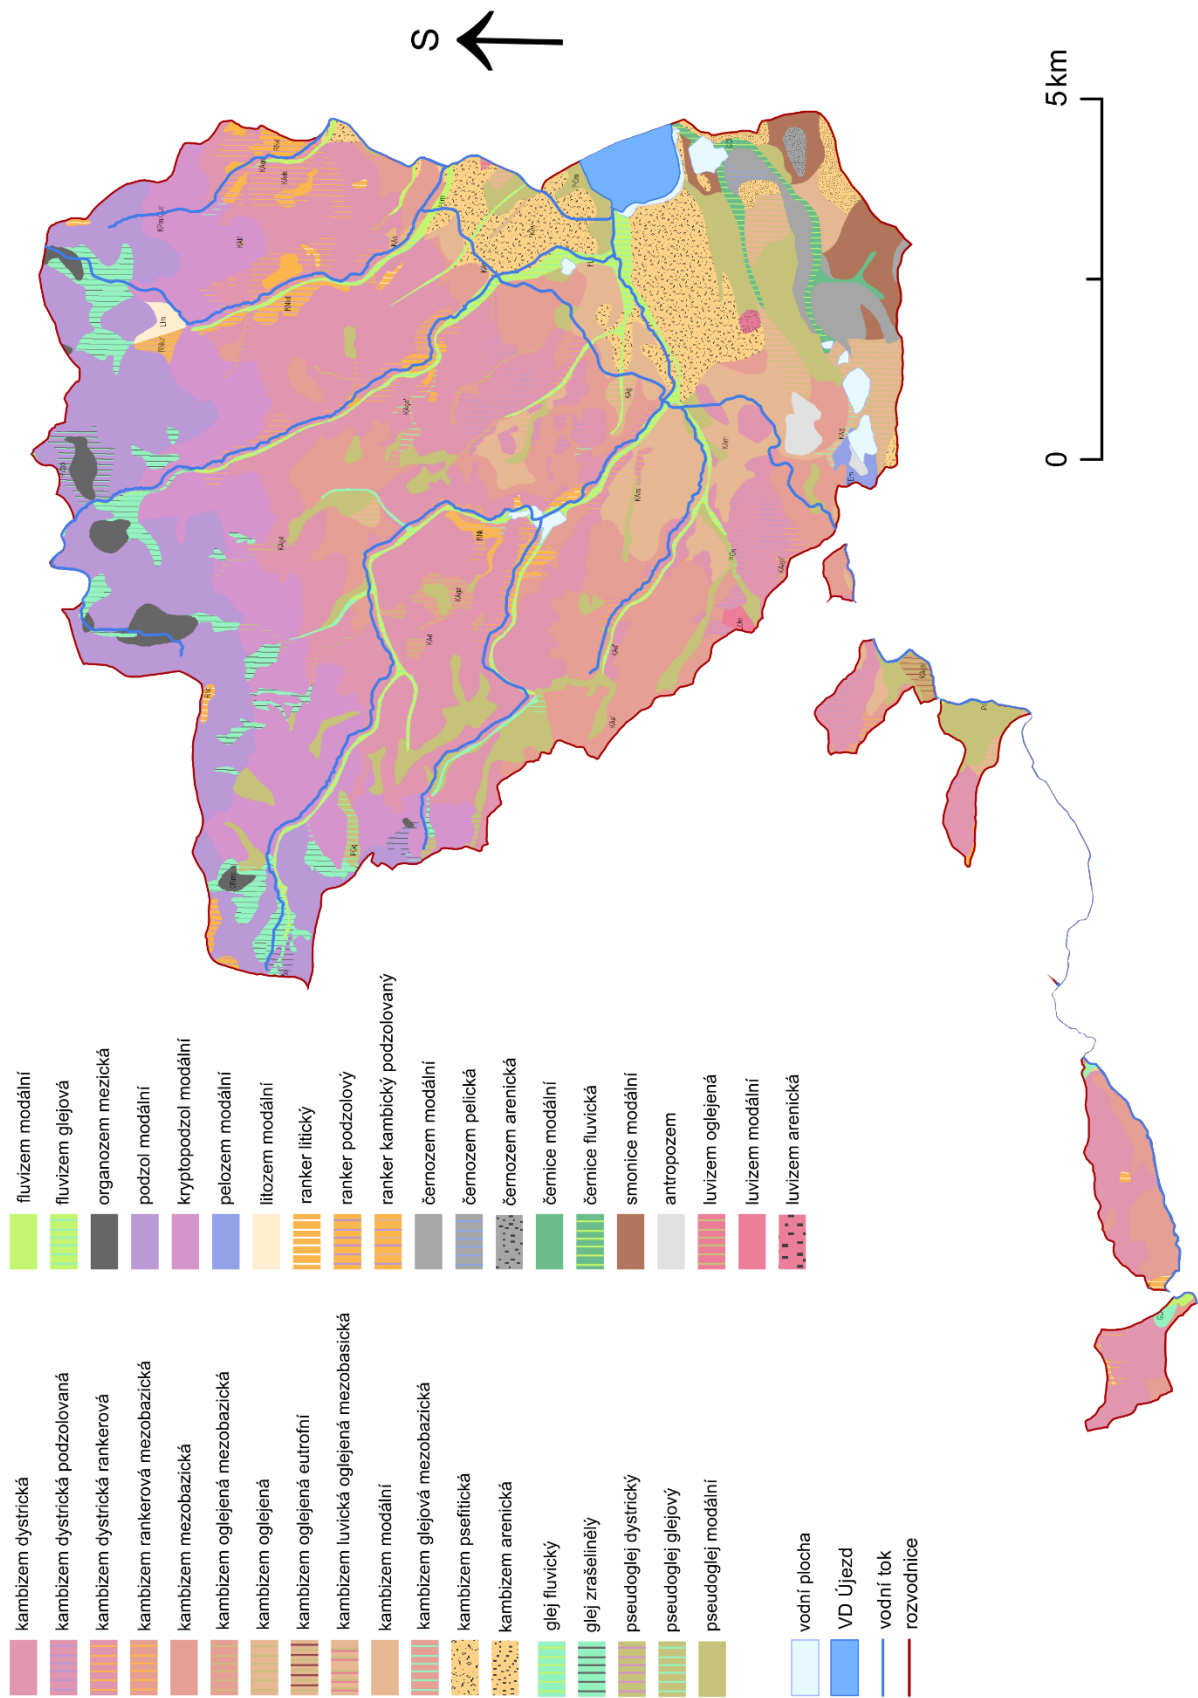 S
5 km
0
kambizem dystrická
kambizem dystrická podzolovaná
kambizem dystrická rankerová
kambizem rankerová mezobazická
kambizem mezobazická
kambizem oglejená mezobazická
kambizem oglejená
kambizem oglejená eutrofní
kambizem luvická oglejená mezobasická
kambizem modální
kambizem glejová mezobazická
kambizem psefitická
kambizem arenická
glej fluvický
glej zrašelinělý
pseudoglej dystrický
pseudoglej glejový
pseudoglej modální
vodní plocha
VD Újezd
vodní tok
rozvodnice
fluvizem modální
fluvizem glejová
organozem mezická
podzol modální
kryptopodzol modální
pelozem modální
litozem modální
ranker litický
ranker podzolový
ranker kambický podzolovaný
černozem modální
černozem pelická
černozem arenická
černice modální
černice fluvická
smonice modální
antropozem
luvizem oglejená
luvizem modální
luvizem arenická